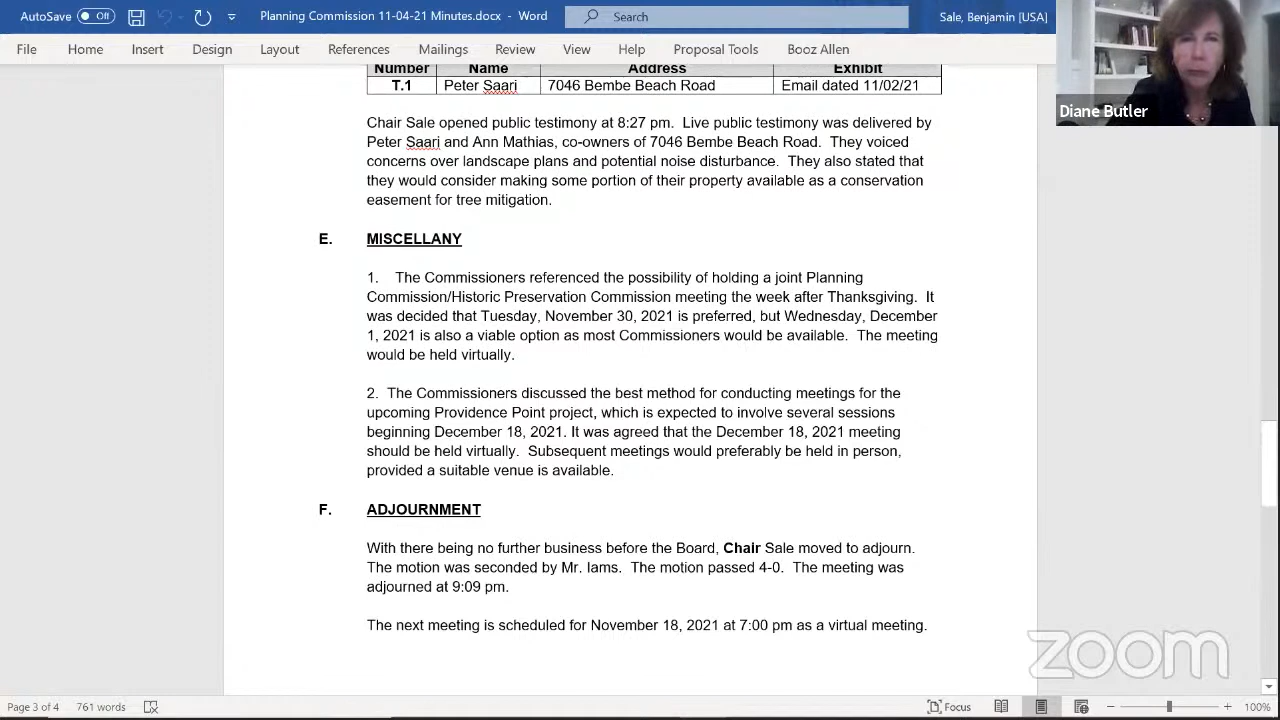 AutoSave Off Planning Commission 11-04-21 Minutes.docx - Word Search Sale, Benjamin [USA]
File Home Insert Design Layout References Mailings Review View Help Proposal Tools Booz Allen
Diane Butler
Number Name Address Exhibit
T.1 Peter Saari 7046 Bembe Beach Road Email dated 11/02/21
Chair Sale opened public testimony at 8:27 pm. Live public testimony was delivered by
Peter Saari and Ann Mathias, co-owners of 7046 Bembe Beach Road. They voiced
concerns over landscape plans and potential noise disturbance. They also stated that
they would consider making some portion of their property available as a conservation
easement for tree mitigation.
E. MISCELLANY
1. The Commissioners referenced the possibility of holding a joint Planning
Commission/Historic Preservation Commission meeting the week after Thanksgiving. It
was decided that Tuesday, November 30, 2021 is preferred, but Wednesday, December
1, 2021 is also a viable option as most Commissioners would be available. The meeting
would be held virtually.
2. The Commissioners discussed the best method for conducting meetings for the
upcoming Providence Point project, which is expected to involve several sessions
beginning December 18, 2021. It was agreed that the December 18, 2021 meeting
should be held virtually. Subsequent meetings would preferably be held in person,
provided a suitable venue is available.
F. ADJOURNMENT
With there being no further business before the Board, Chair Sale moved to adjourn.
The motion was seconded by Mr. Iams. The motion passed 4-0. The meeting was
adjourned at 9:09 pm.
The next meeting is scheduled for November 18, 2021 at 7:00 pm as a virtual meeting.
zoom
Page 3 of 4 761 words Focus 100%